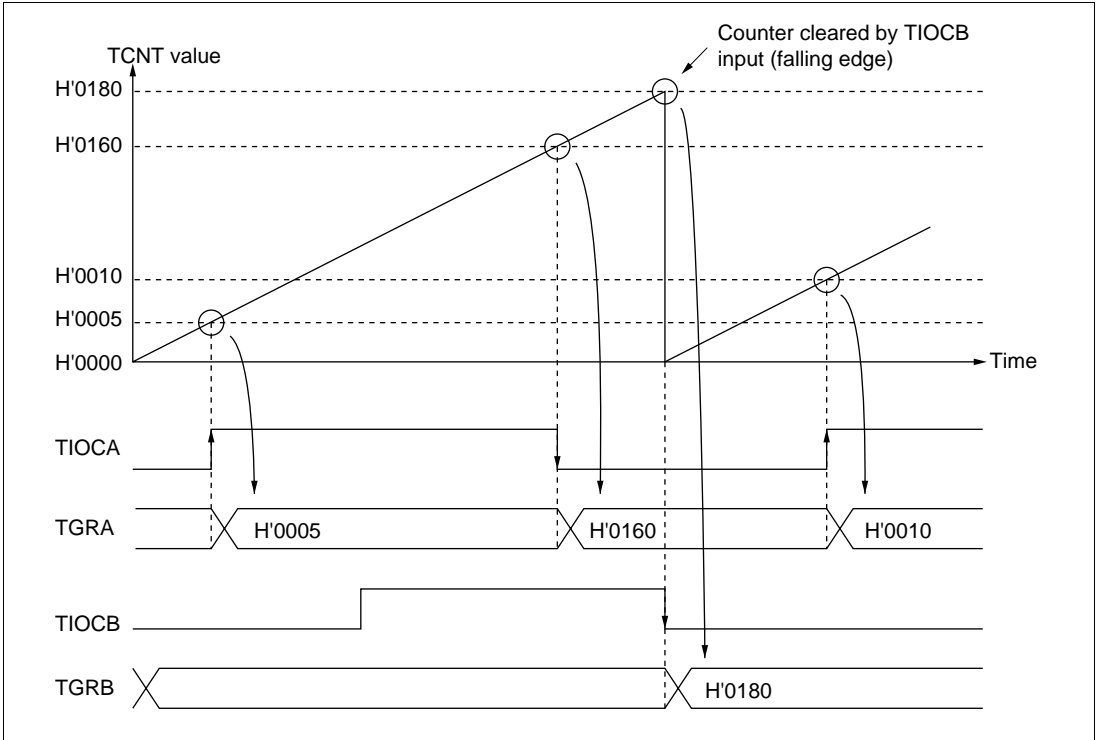 Counter cleared by TIOCB
input (falling edge)
TCNT value
H'0180
H'0160
H'0010
H'0005
H'0000
Time
TIOCA
TGRA
H'0005
H'0160
H'0010
TIOCB
TGRB
H'0180